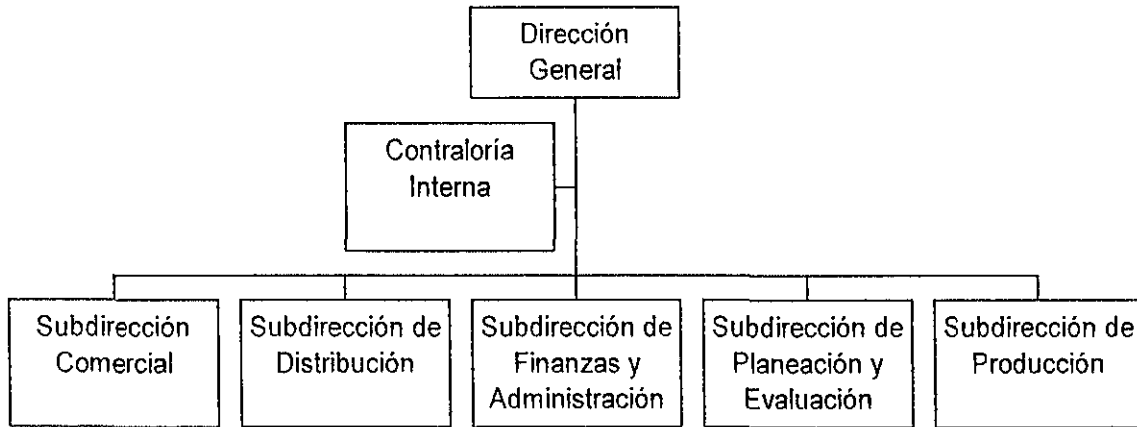 Dirección
General
Contraloría
Interna
Subdirección
Comercial
Subdirección de
Distribución
Subdirección de
Finanzas y
Administración
Subdirección de
Planeación y
Evaluación
Subdirección de
Producción